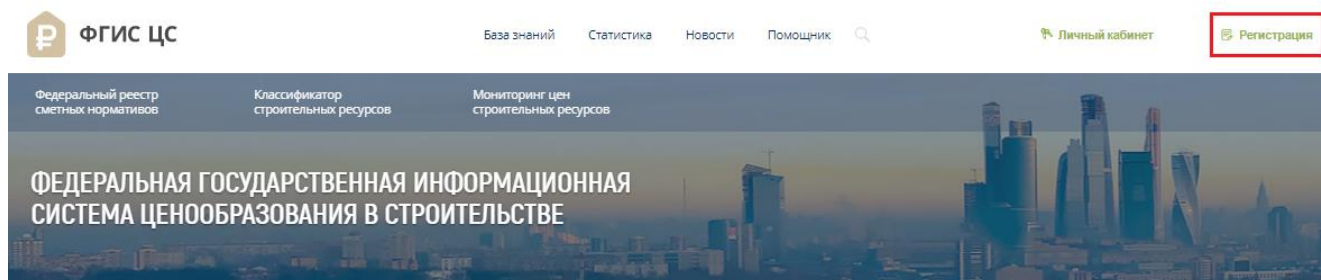 ФГИС ЦС
База знаний Статистика Новости Помощник
Личный кабинет
Регистрация
Федеральный реестр
сметных нормативов
Классификатор
строительных ресурсов
Мониторинг цен
строительных ресурсов
ФЕДЕРАЛЬНАЯ ГОСУДАРСТВЕННАЯ ИНФОРМАЦИОННАЯ
СИСТЕМА ЦЕНООБРАЗОВАНИЯ В СТРОИТЕЛЬСТВЕ